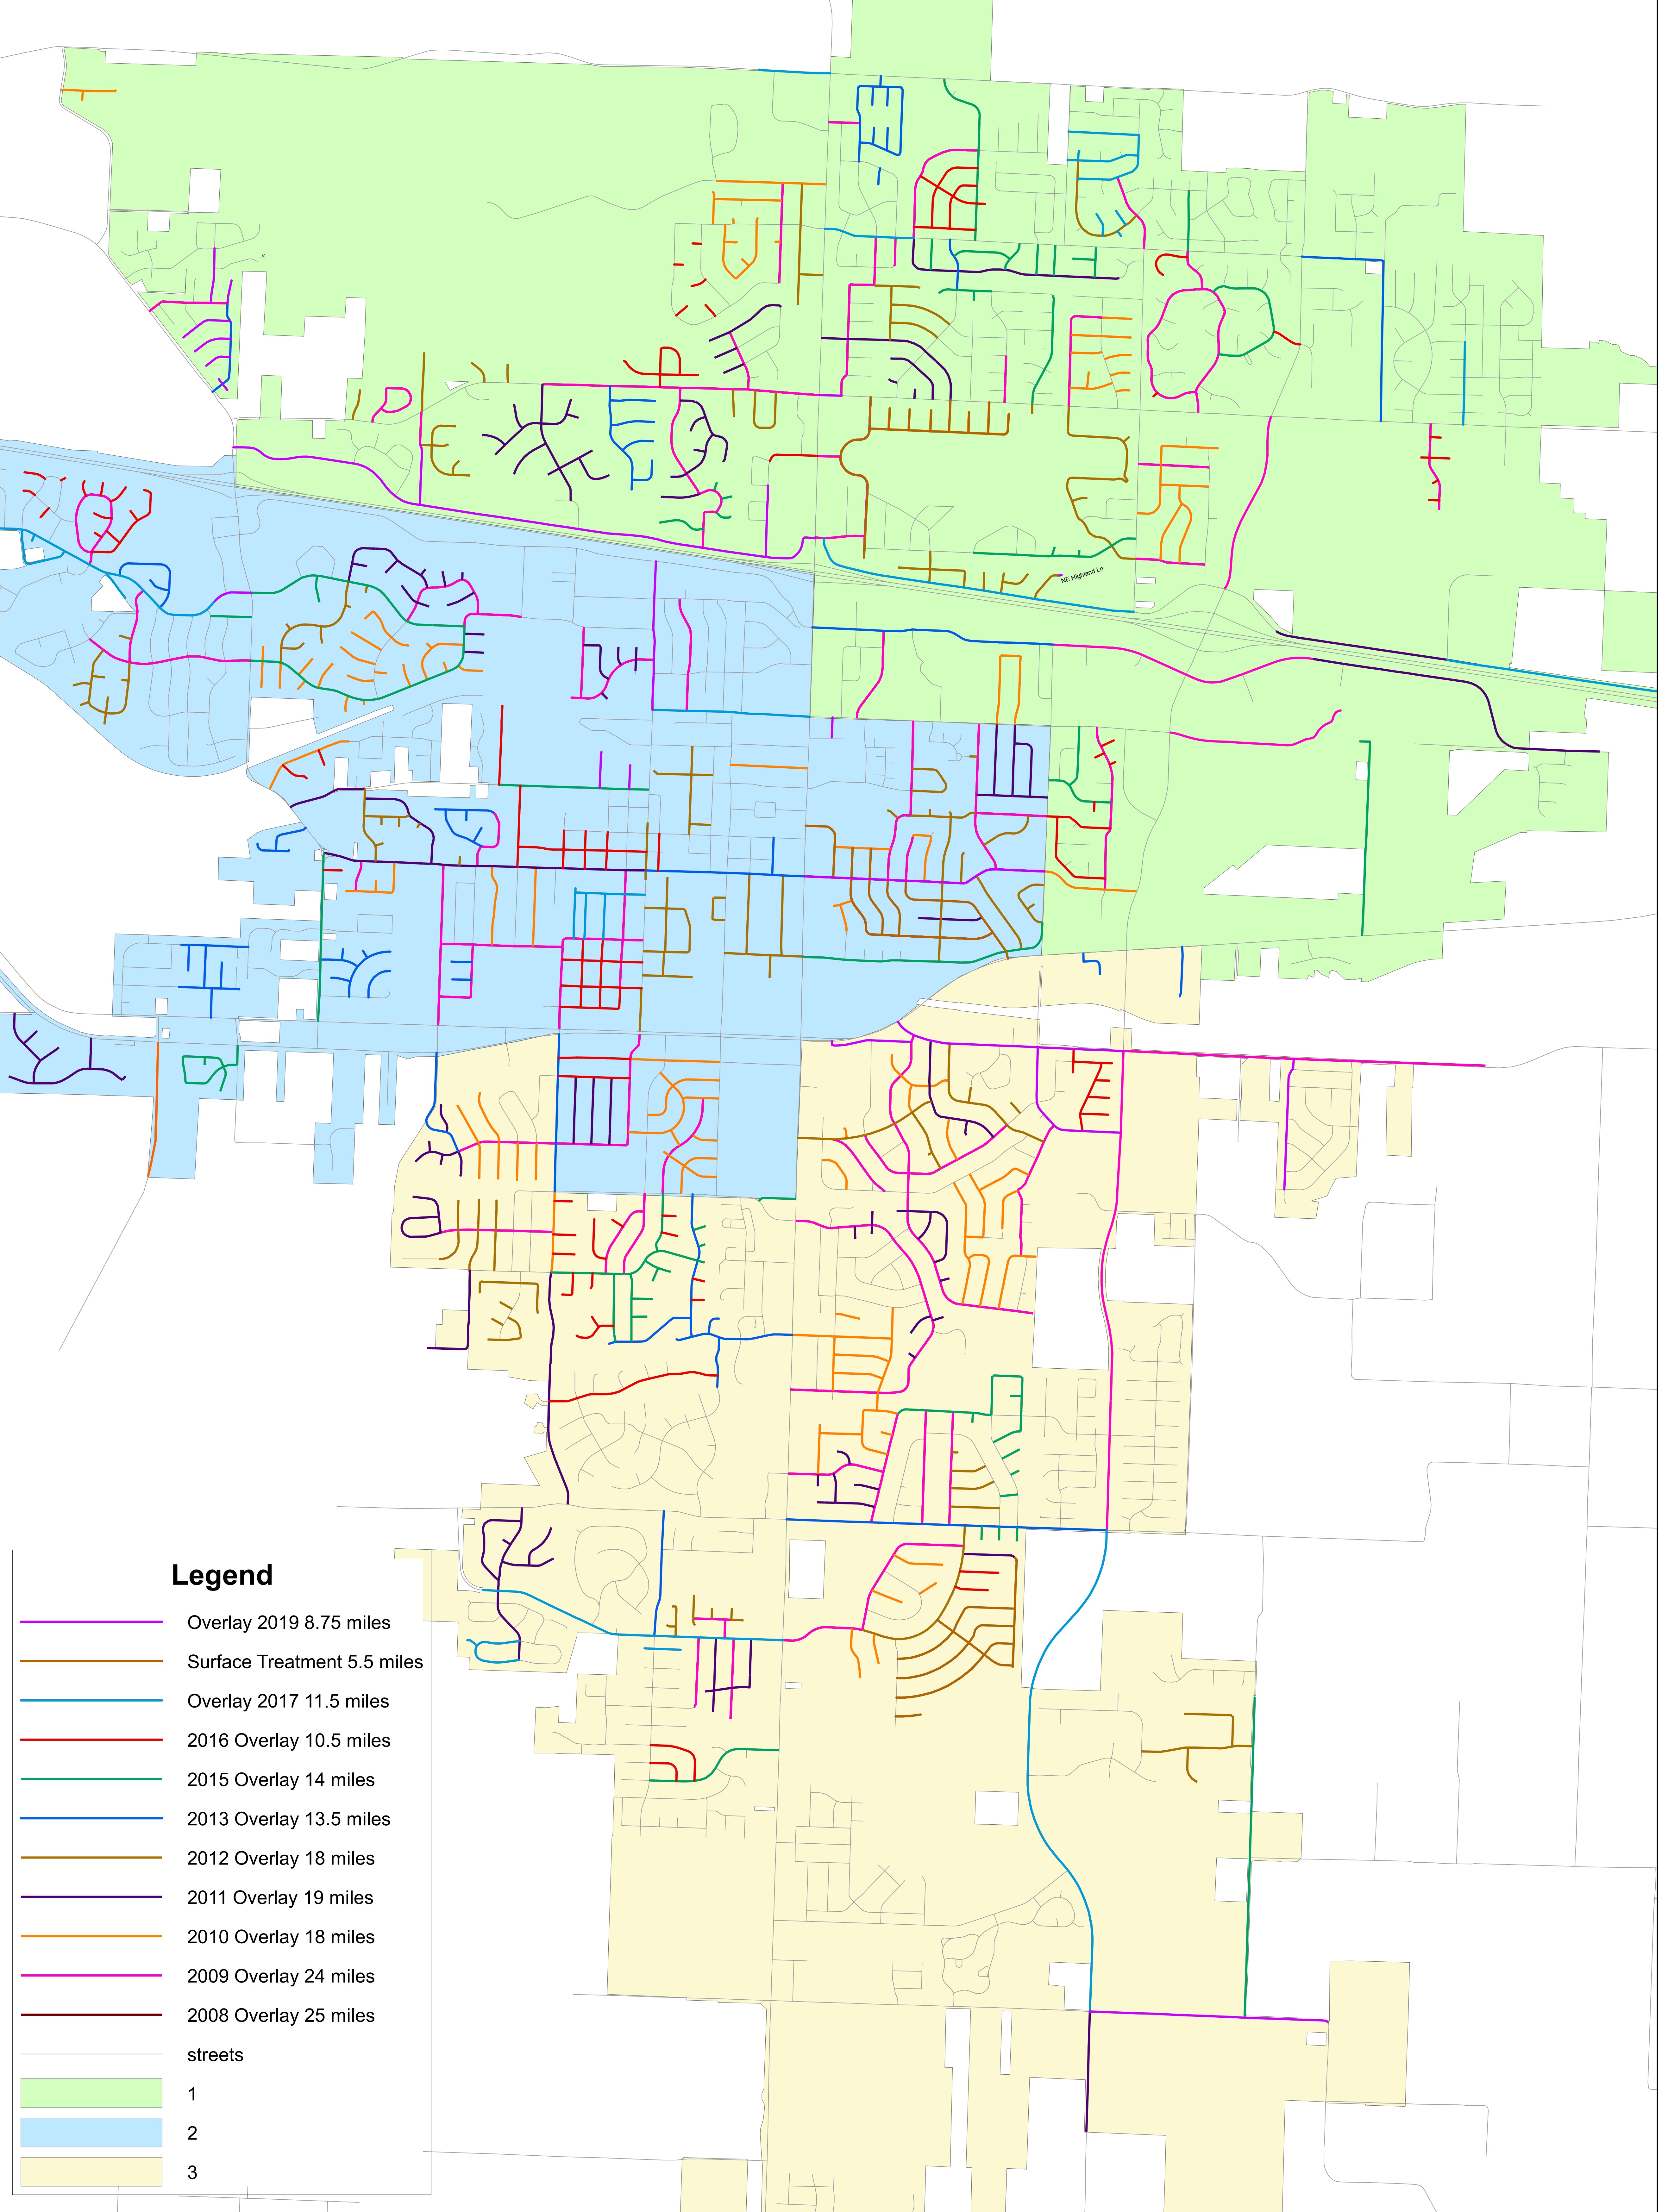 NE Highland Ln
Legend
Overlay 2019 8.75 miles
Surface Treatment 5.5 miles
Overlay 2017 11.5 miles
2016 Overlay 10.5 miles
2015 Overlay 14 miles
2013 Overlay 13.5 miles
2012 Overlay 18 miles
2011 Overlay 19 miles
2010 Overlay 18 miles
2009 Overlay 24 miles
2008 Overlay 25 miles
streets
1
2
3